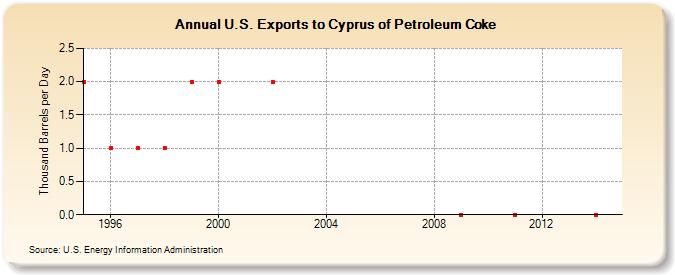 Annual U.S. Exports to Cyprus of Petroleum Coke
Thousand Barrels per Day
2.5
2.0
1.5
1.0
0.5
0.0
1996 2000 2004 2008 2012
Source: U.S. Energy Information Administration